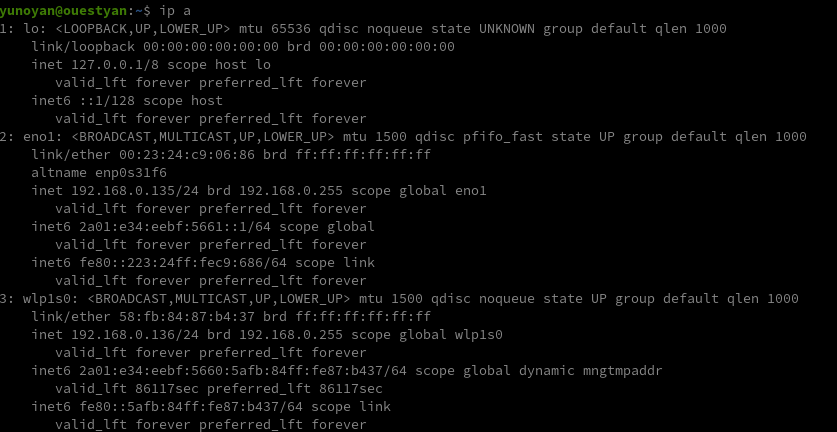 yunoyan@ouestyan:~$ ip a
1: lo: <LOOPBACK,UP,LOWER_UP> mtu 65536 qdisc noqueue state UNKNOWN group default qlen 1000
    link/loopback 00:00:00:00:00:00 brd 00:00:00:00:00:00
    inet 127.0.0.1/8 scope host lo
       valid_lft forever preferred_lft forever
    inet6 ::1/128 scope host
       valid_lft forever preferred_lft forever
2: eno1: <BROADCAST,MULTICAST,UP,LOWER_UP> mtu 1500 qdisc pfifo_fast state UP group default qlen 1000
    link/ether 00:23:24:c9:06:86 brd ff:ff:ff:ff:ff:ff
    altname enp0s31f6
    inet 192.168.0.135/24 brd 192.168.0.255 scope global eno1
       valid_lft forever preferred_lft forever
    inet6 2a01:e34:eebf:5661::1/64 scope global
       valid_lft forever preferred_lft forever
    inet6 fe80::223:24ff:fec9:686/64 scope link
       valid_lft forever preferred_lft forever
3: wlp1s0: <BROADCAST,MULTICAST,UP,LOWER_UP> mtu 1500 qdisc noqueue state UP group default qlen 1000
    link/ether 58:fb:84:87:b4:37 brd ff:ff:ff:ff:ff:ff
    inet 192.168.0.136/24 brd 192.168.0.255 scope global wlp1s0
       valid_lft forever preferred_lft forever
    inet6 2a01:e34:eebf:5660:5afb:84ff:fe87:b437/64 scope global dynamic mngtmpaddr
       valid_lft 86117sec preferred_lft 86117sec
    inet6 fe80::5afb:84ff:fe87:b437/64 scope link
       valid_lft forever preferred_lft forever